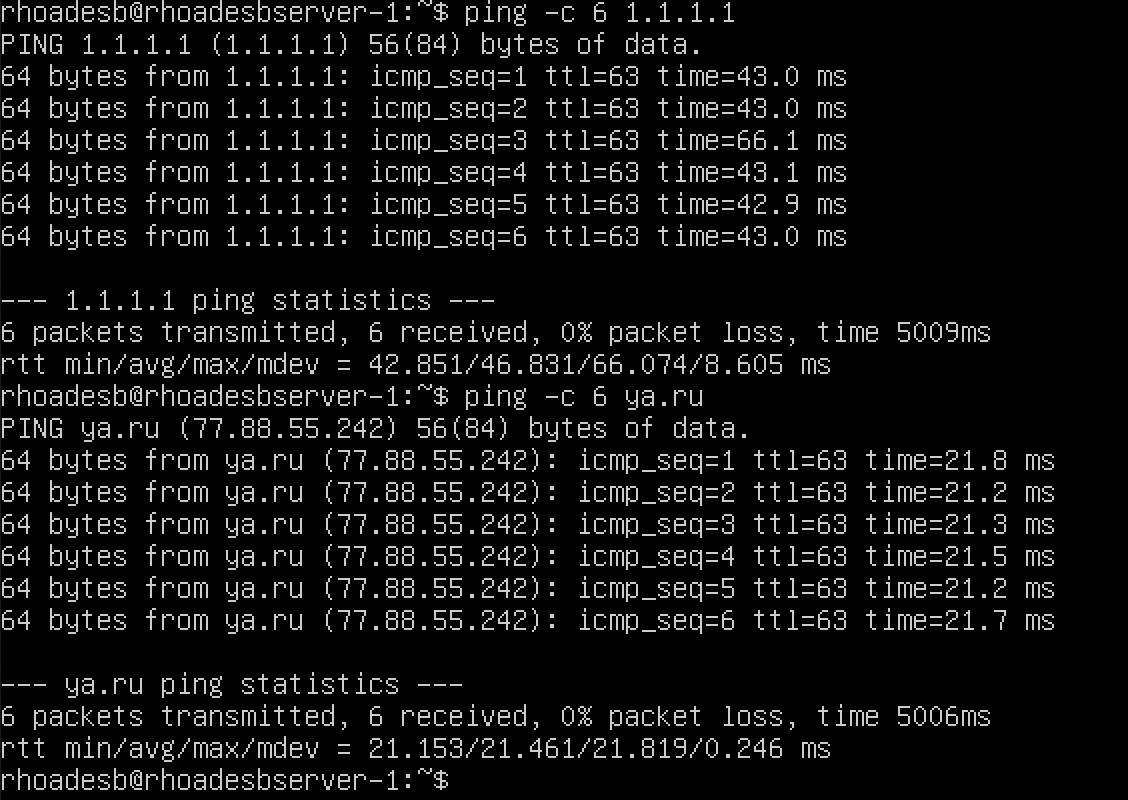 rhoadesb@rhoadesbserver-1:~$ ping -c 6 1.1.1.1
PING 1.1.1.1 (1.1.1.1) 56(84) bytes of data.
64 bytes from 1.1.1.1: icmp_seq=1 ttl=63 time=43.0 ms
64 bytes from 1.1.1.1: icmp_seq=2 ttl=63 time=43.0 ms
64 bytes from 1.1.1.1: icmp_seq=3 ttl=63 time=66.1 ms
64 bytes from 1.1.1.1: icmp_seq=4 ttl=63 time=43.1 ms
64 bytes from 1.1.1.1: icmp_seq=5 ttl=63 time=42.9 ms
64 bytes from 1.1.1.1: icmp_seq=6 ttl=63 time=43.0 ms
--- 1.1.1.1 ping statistics ---
6 packets transmitted, 6 received, 0% packet loss, time 5009ms
rtt min/avg/max/mdev = 42.851/46.831/66.074/8.605 ms
rhoadesb@rhoadesbserver-1:~$ ping -c 6 ya.ru
PING ya.ru (77.88.55.242) 56(84) bytes of data.
64 bytes from ya.ru (77.88.55.242): icmp_seq=1 ttl=63 time=21.8 ms
64 bytes from ya.ru (77.88.55.242): icmp_seq=2 ttl=63 time=21.2 ms
64 bytes from ya.ru (77.88.55.242): icmp_seq=3 ttl=63 time=21.3 ms
64 bytes from ya.ru (77.88.55.242): icmp_seq=4 ttl=63 time=21.5 ms
64 bytes from ya.ru (77.88.55.242): icmp_seq=5 ttl=63 time=21.2 ms
64 bytes from ya.ru (77.88.55.242): icmp_seq=6 ttl=63 time=21.7 ms
--- ya.ru ping statistics ---
6 packets transmitted, 6 received, 0% packet loss, time 5006ms
rtt min/avg/max/mdev = 21.153/21.461/21.819/0.246 ms
rhoadesb@rhoadesbserver-1:~$